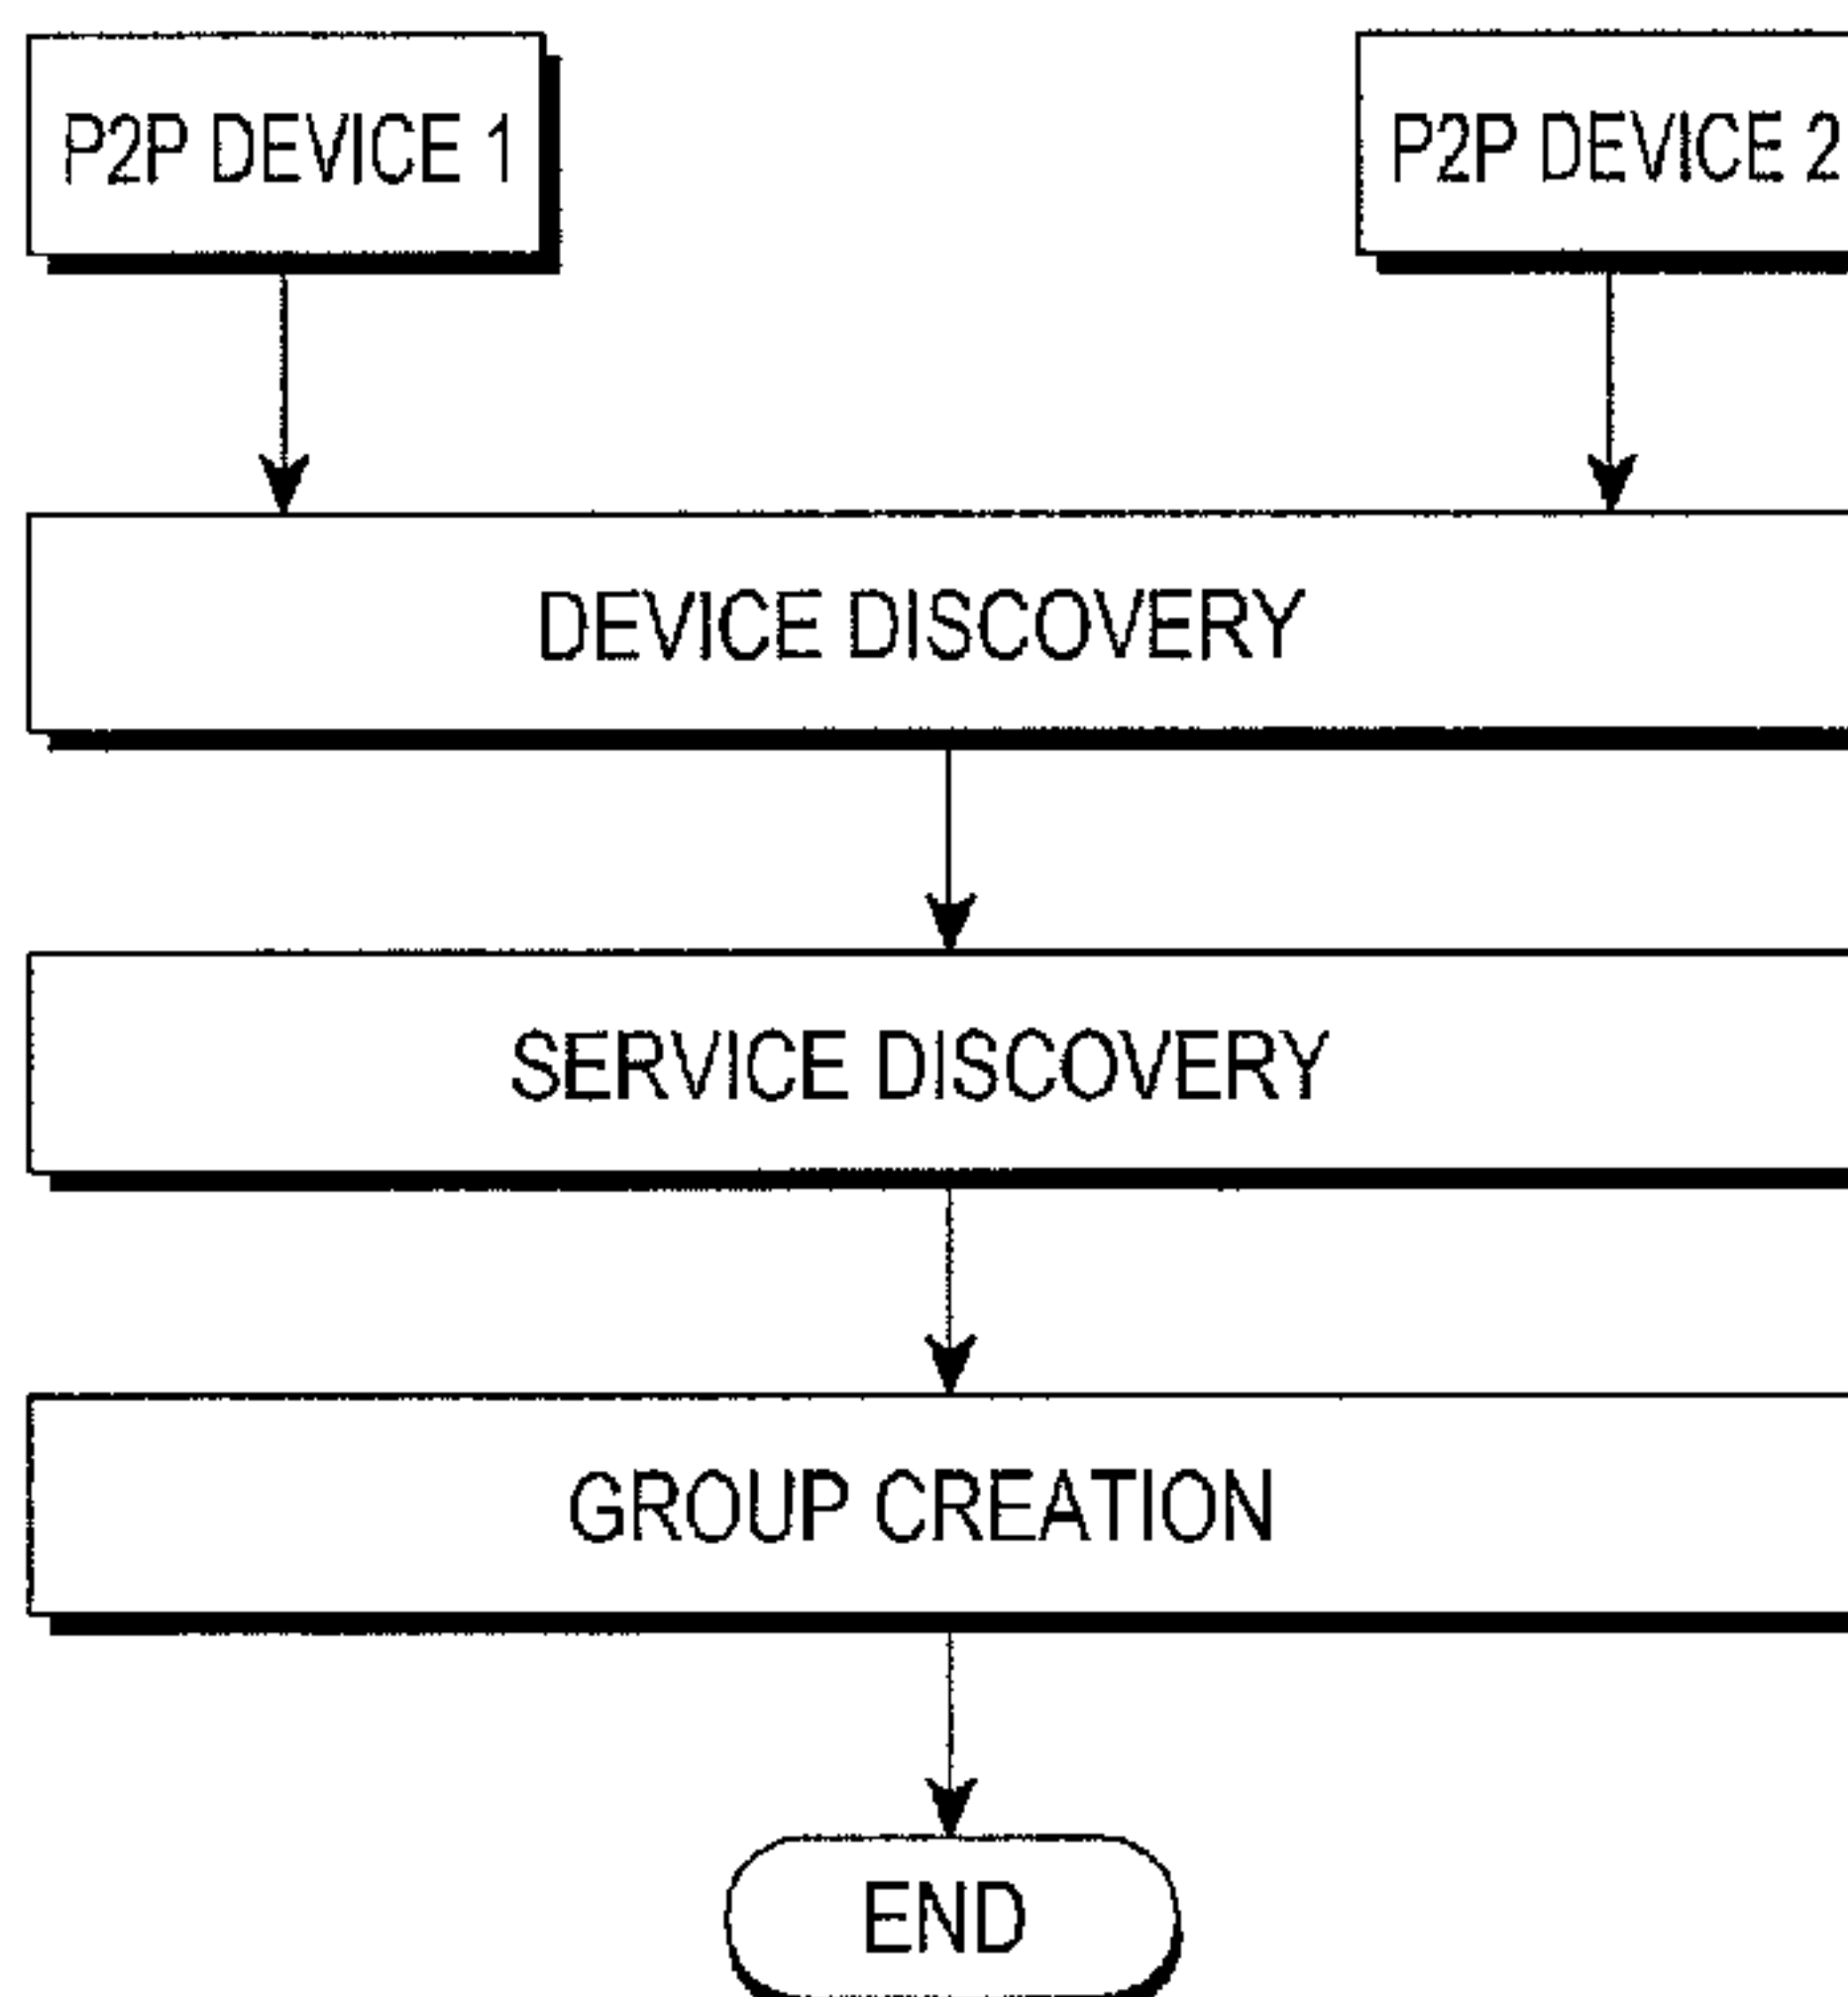 P2P DEVICE 1
P2P DEVICE 2
DEVICE DISCOVERY
SERVICE DISCOVERY
GROUP CREATION
END